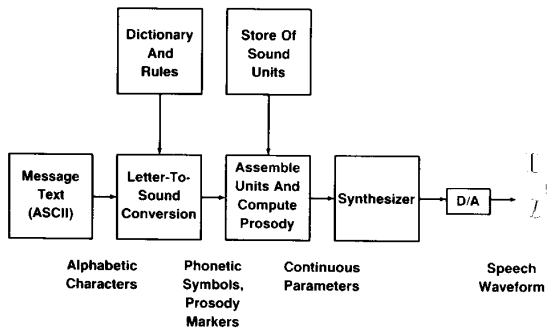 Dictionary
And
Rules
Store Of
Sound
Units
Message
Text
(ASCII)
Letter-To-
Sound
Conversion
Assemble
Units And
Compute
Prosody
Synthesizer
D/A
Alphabetic
Characters
Phonetic
Symbols,
Prosody
Markers
Continuous
Parameters
Speech
Waveform